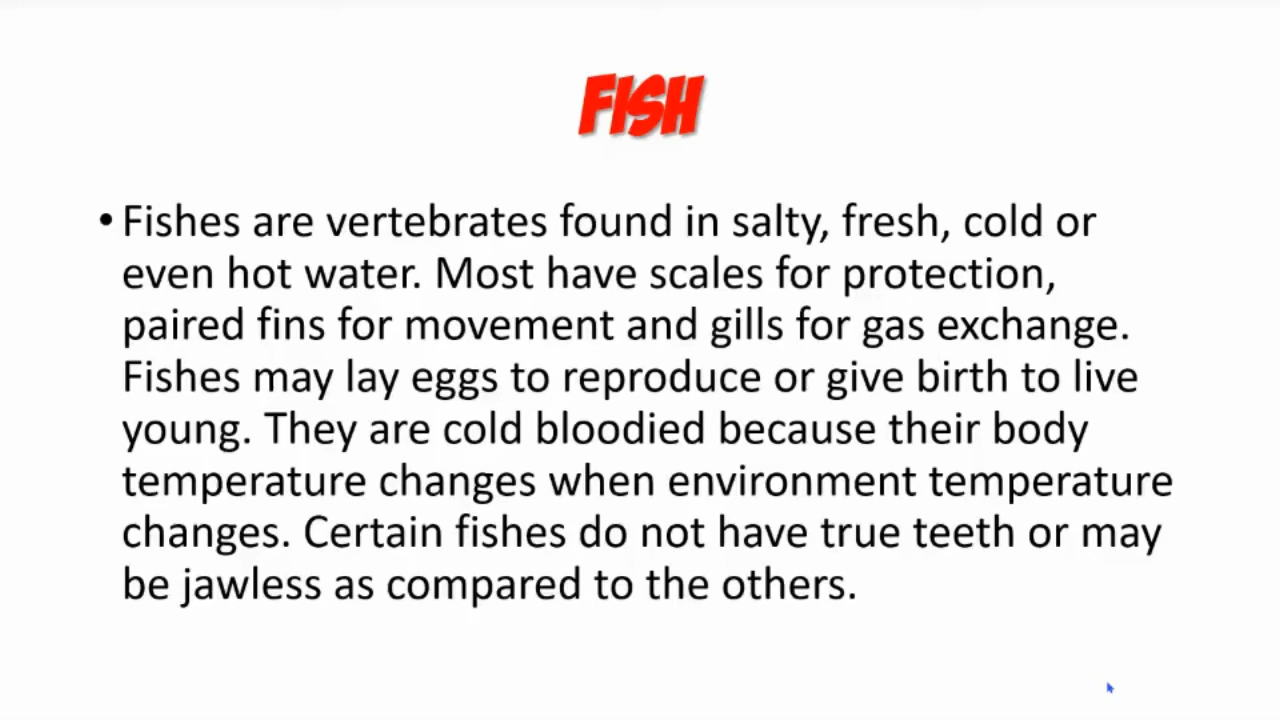 FISH
• Fishes are vertebrates found in salty, fresh, cold or
even hot water. Most have scales for protection,
paired fins for movement and gills for gas exchange.
Fishes may lay eggs to reproduce or give birth to live
young. They are cold bloodied because their body
temperature changes when environment temperature
changes. Certain fishes do not have true teeth or may
be jawless as compared to the others.